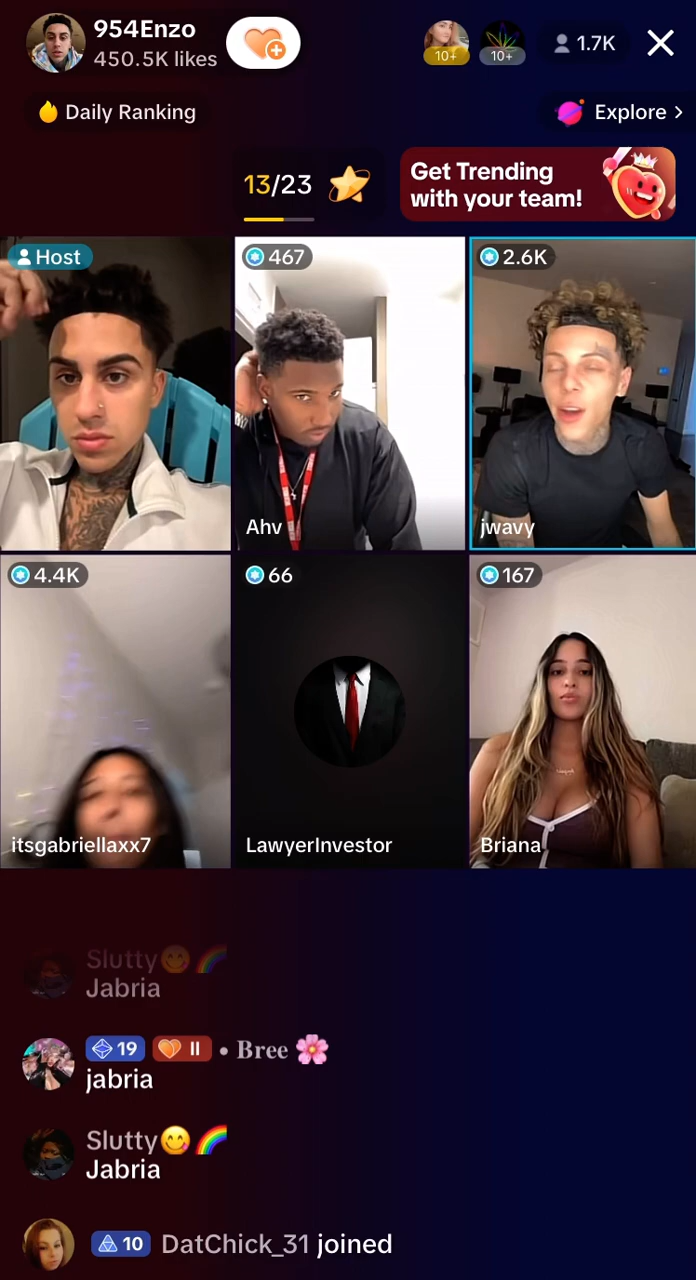 954Enzo
450.5K likes
10+
10+
1.7K
Daily Ranking
Explore >
13/23
Get Trending
with your team!
Host
467
2.6K
Ahv
jwavy
4.4K
66
167
itsgabriellaxx7
LawyerInvestor
Briana
Slutty😋🌈
Jabria
19 II • Bree 🌸
jabria
Slutty😋🌈
Jabria
10 DatChick_31 joined